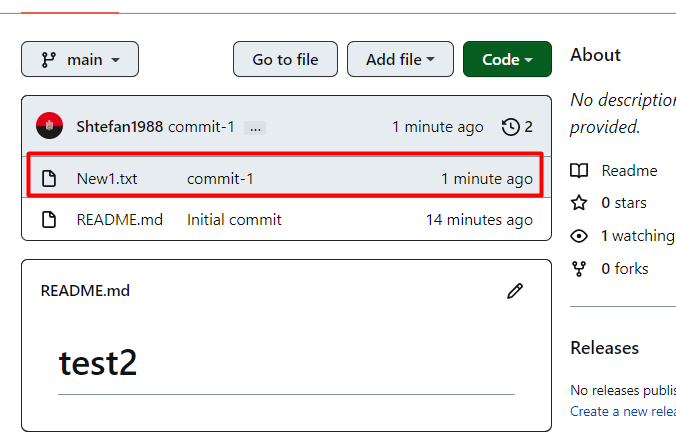 main
Go to file
Add file
Code
Shtefan1988 commit-1 ...
1 minute ago
2
New1.txt commit-1 1 minute ago
README.md Initial commit 14 minutes ago
README.md
test2
About
No description
provided.
Readme
0 stars
1 watching
0 forks
Releases
No releases publis
Create a new relea